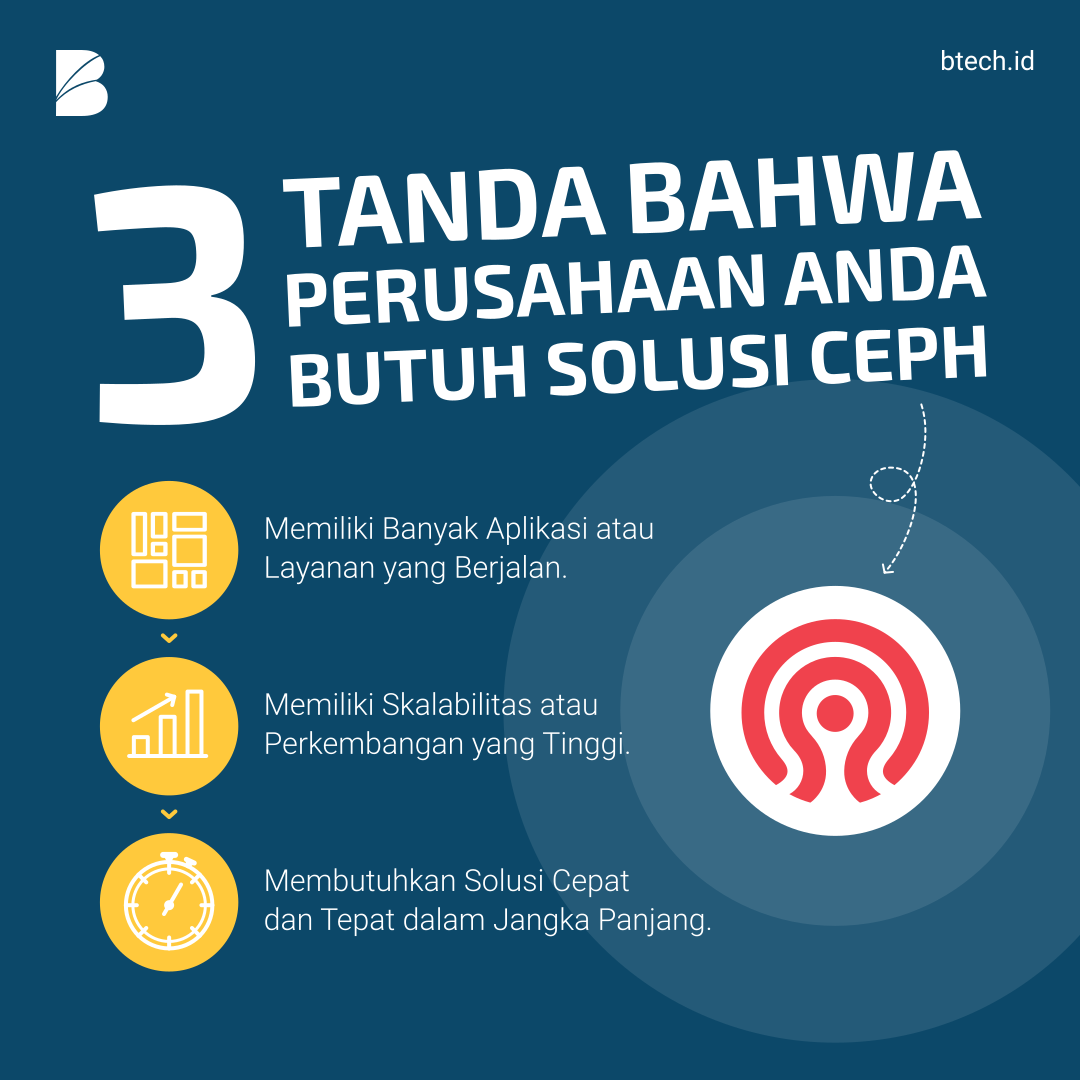 btech.id
3
TANDA BAHWA
PERUSAHAAN ANDA
BUTUH SOLUSI CEPH
Memiliki Banyak Aplikasi atau
Layanan yang Berjalan.
Memiliki Skalabilitas atau
Perkembangan yang Tinggi.
Membutuhkan Solusi Cepat
dan Tepat dalam Jangka Panjang.